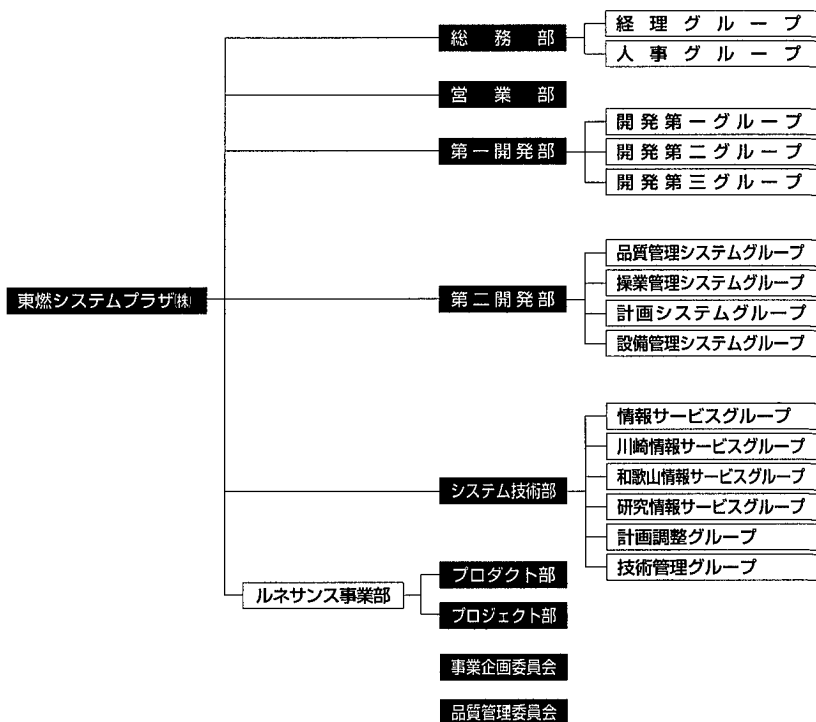 東燃システムプラザ㈱
総務部
経理グループ
人事グループ
営業部
第一開発部
開発第一グループ
開発第二グループ
開発第三グループ
第二開発部
品質管理システムグループ
操業管理システムグループ
計画システムグループ
設備管理システムグループ
システム技術部
情報サービスグループ
川崎情報サービスグループ
和歌山情報サービスグループ
研究情報サービスグループ
計画調整グループ
技術管理グループ
ルネサンス事業部
プロダクト部
プロジェクト部
事業企画委員会
品質管理委員会